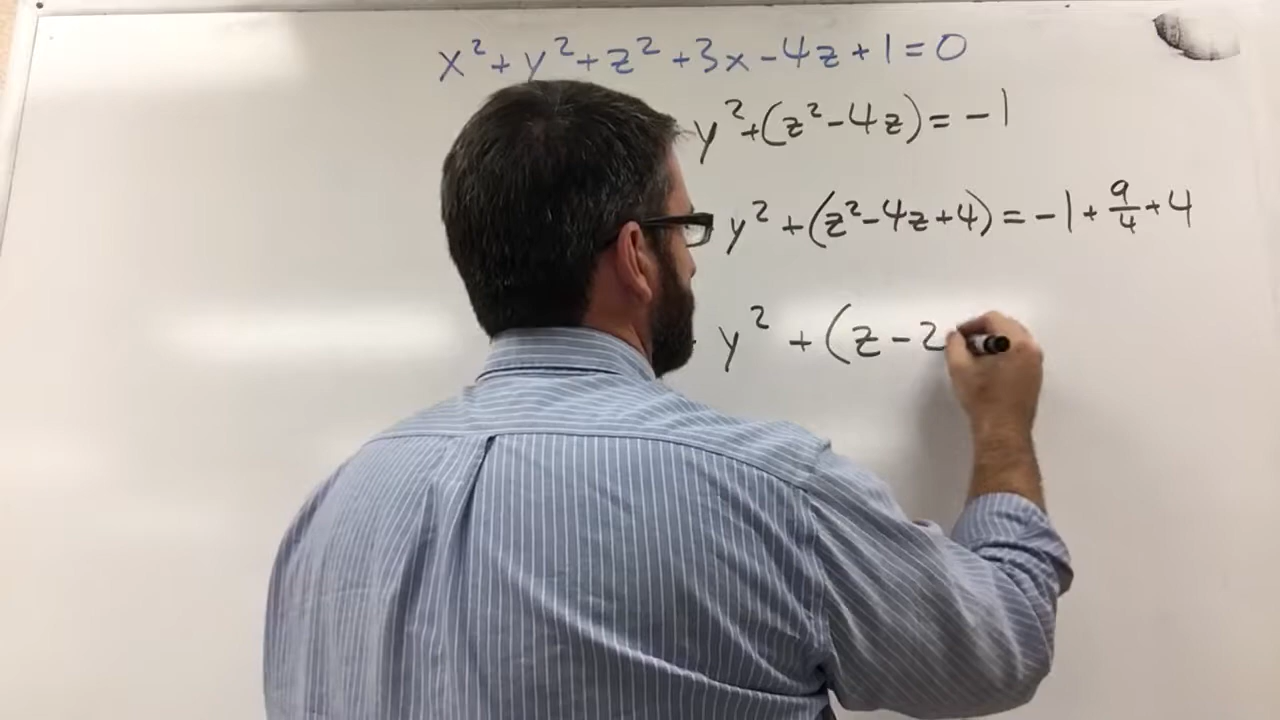 x²+y²+z²+3x-4z+1=0
y²+(z²-4z)=-1
y²+(z²-4z+4)=-1+9/4+4
y²+(z-2